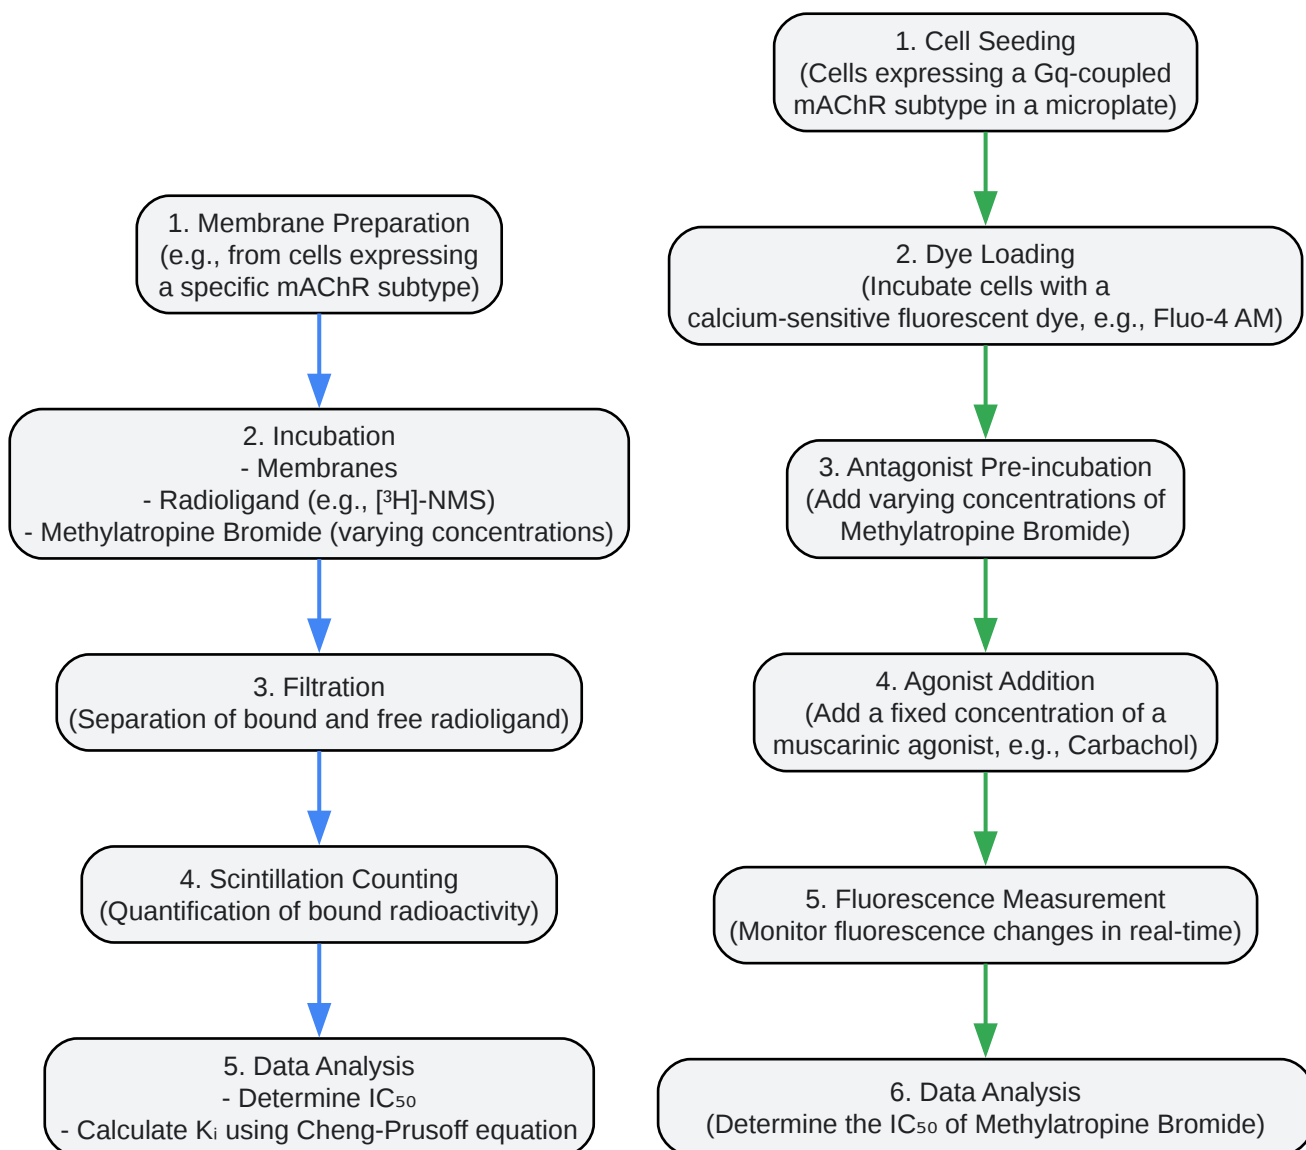 1. Membrane Preparation
(e.g., from cells expressing
a specific mAChR subtype)
2. Incubation
- Membranes
- Radioligand (e.g., [³H]-NMS)
- Methylatropine Bromide (varying concentrations)
3. Filtration
(Separation of bound and free radioligand)
4. Scintillation Counting
(Quantification of bound radioactivity)
5. Data Analysis
- Determine IC₅₀
- Calculate Kᵢ using Cheng-Prusoff equation
1. Cell Seeding
(Cells expressing a Gq-coupled
mAChR subtype in a microplate)
2. Dye Loading
(Incubate cells with a
calcium-sensitive fluorescent dye, e.g., Fluo-4 AM)
3. Antagonist Pre-incubation
(Add varying concentrations of
Methylatropine Bromide)
4. Agonist Addition
(Add a fixed concentration of a
muscarinic agonist, e.g., Carbachol)
5. Fluorescence Measurement
(Monitor fluorescence changes in real-time)
6. Data Analysis
(Determine the IC₅₀ of Methylatropine Bromide)